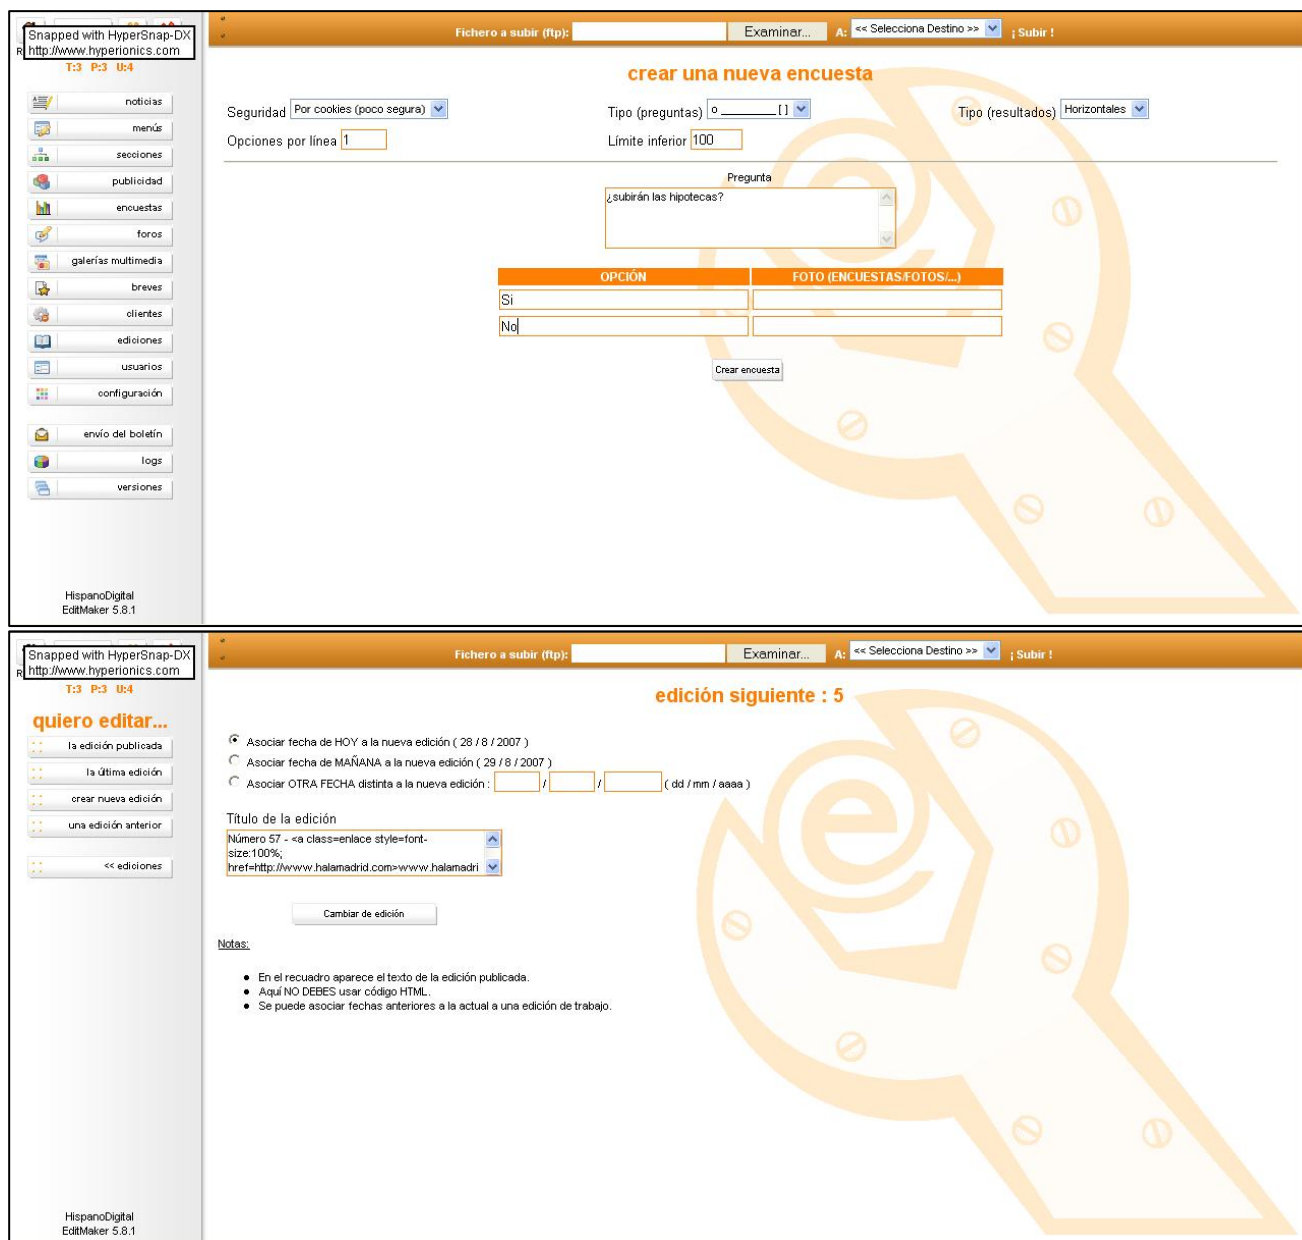 Snapped with HyperSnap-DX
http://www.hyperionics.com
T:3 P:3 U:4
noticias
menús
secciones
publicidad
encuestas
foros
galerías multimedia
breves
clientes
ediciones
usuarios
configuración
envío del boletín
logs
versiones
HispanoDigital
EditMaker 5.8.1
Fichero a subir (ftp): Examinar... A: << Selecciona Destino >> ¡ Subir !
crear una nueva encuesta
Seguridad Por cookies (poco segura) Tipo (preguntas) o ________ [ ] Tipo (resultados) Horizontales
Opciones por línea 1 Límite inferior 100
Pregunta
¿subirán las hipotecas?
OPCIÓN FOTO (ENCUESTAS/FOTOS/...)
Si
No
Crear encuesta
Snapped with HyperSnap-DX
http://www.hyperionics.com
T:3 P:3 U:4
quiero editar...
la edición publicada
la última edición
crear nueva edición
una edición anterior
<< ediciones
HispanoDigital
EditMaker 5.8.1
Fichero a subir (ftp): Examinar... A: << Selecciona Destino >> ¡ Subir !
edición siguiente : 5
Asociar fecha de HOY a la nueva edición ( 28 / 8 / 2007 )
Asociar fecha de MAÑANA a la nueva edición ( 29 / 8 / 2007 )
Asociar OTRA FECHA distinta a la nueva edición : / / ( dd / mm / aaaa )
Título de la edición
Número 57 - <a class=enlace style=font-
size:100%;
href=http://www.halamadrid.com>www.halamadri
Cambiar de edición
Notas:
En el recuadro aparece el texto de la edición publicada.
Aquí NO DEBES usar código HTML.
Se puede asociar fechas anteriores a la actual a una edición de trabajo.